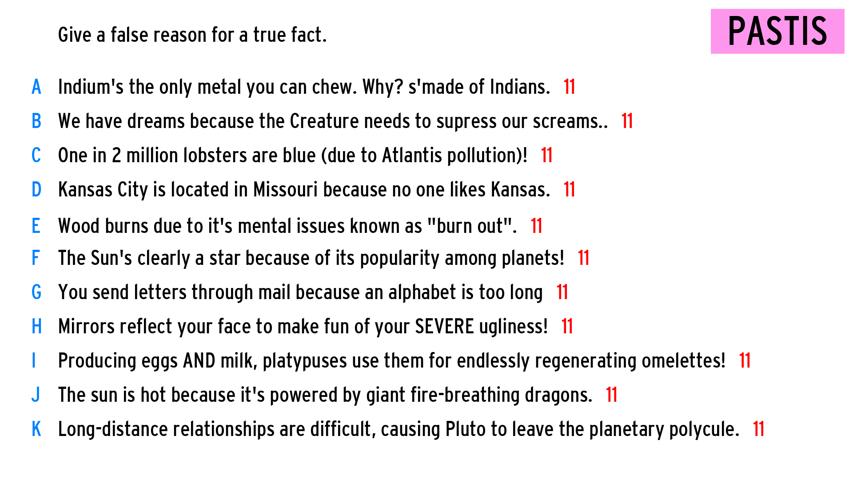 Give a false reason for a true fact.
PASTIS
A Indium's the only metal you can chew. Why? s'made of Indians. 11
B We have dreams because the Creature needs to supress our screams.. 11
C One in 2 million lobsters are blue (due to Atlantis pollution)! 11
D Kansas City is located in Missouri because no one likes Kansas. 11
E Wood burns due to it's mental issues known as "burn out". 11
F The Sun's clearly a star because of its popularity among planets! 11
G You send letters through mail because an alphabet is too long 11
H Mirrors reflect your face to make fun of your SEVERE ugliness! 11
I Producing eggs AND milk, platypuses use them for endlessly regenerating omelettes! 11
J The sun is hot because it's powered by giant fire-breathing dragons. 11
K Long-distance relationships are difficult, causing Pluto to leave the planetary polycule. 11